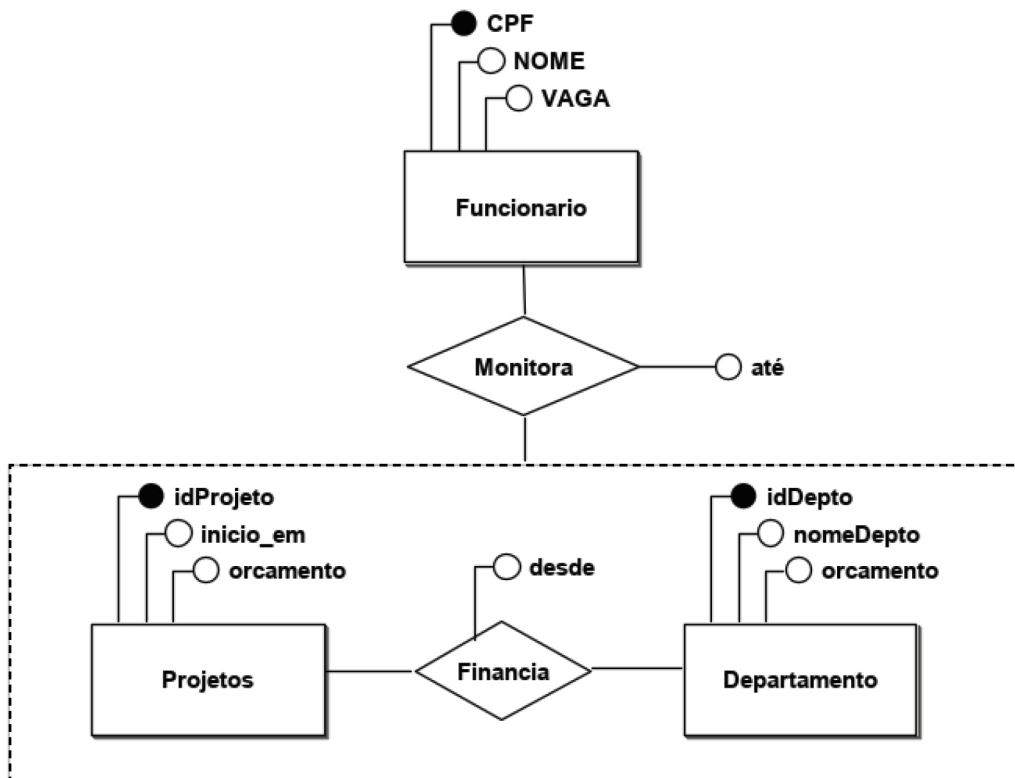 CPF
NOME
VAGA
Funcionario
Monitora
até
idProjeto
inicio_em
orcamento
desde
idDepto
nomeDepto
orcamento
Projetos
Financia
Departamento